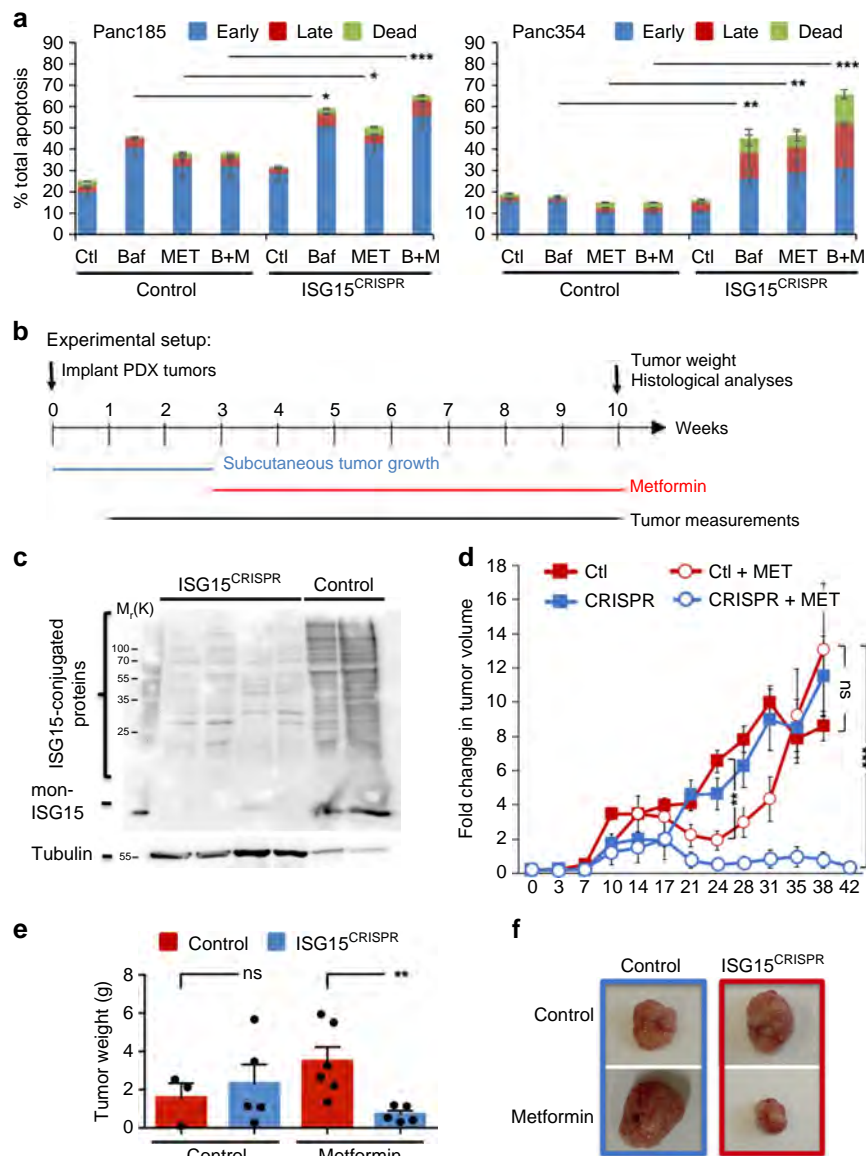 a
Panc185 Early Late Dead
Panc354 Early Late Dead
% total apoptosis
90
80
70
60
50
40
30
20
10
0
*
*
***
Ctl Baf MET B+M Ctl Baf MET B+M
Control ISG15CRISPR
90
80
70
60
50
40
30
20
10
0
**
**
***
Ctl Baf MET B+M Ctl Baf MET B+M
Control ISG15CRISPR
b
Experimental setup:
Implant PDX tumors
Tumor weight
Histological analyses
0 1 2 3 4 5 6 7 8 9 10
Weeks
Subcutaneous tumor growth
Metformin
Tumor measurements
c
ISG15CRISPR Control
Mr(K)
ISG15-conjugated proteins
100
70
55
35
25
mon-
ISG15
Tubulin 55
d
Ctl Ctl + MET
CRISPR CRISPR + MET
Fold change in tumor volume
18
16
14
12
10
8
6
4
2
0
**
ns
***
0 3 7 10 14 17 21 24 28 31 35 38 42
e
Control ISG15CRISPR
Tumor weight (g)
8
6
4
2
0
ns
**
Control Metformin
f
Control ISG15CRISPR
Control
Metformin